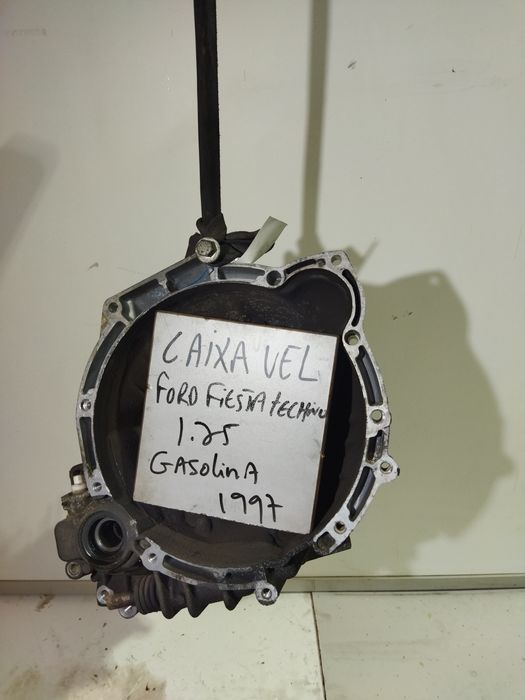 CAIXA VEL
FORD FIESTA techno
1.25
GASolinA
1997